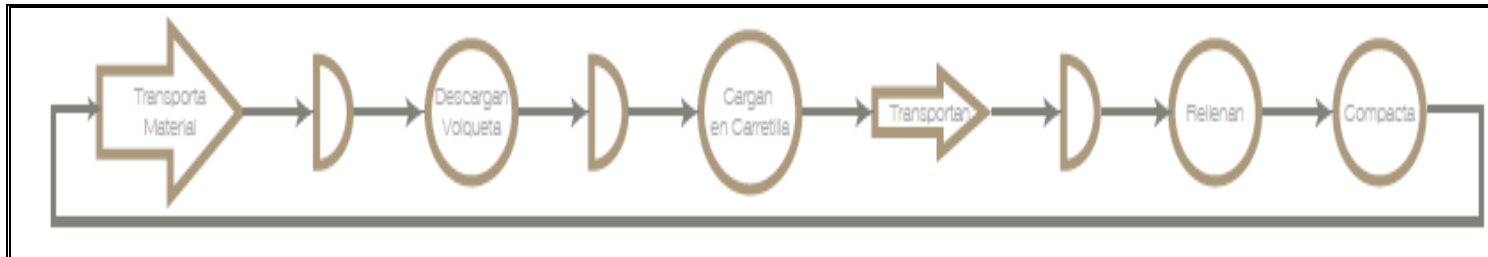 Transporta
Material
Descargan
Volqueta
Cargan
en Carretilla
Transportan
Rellenan
Compacta